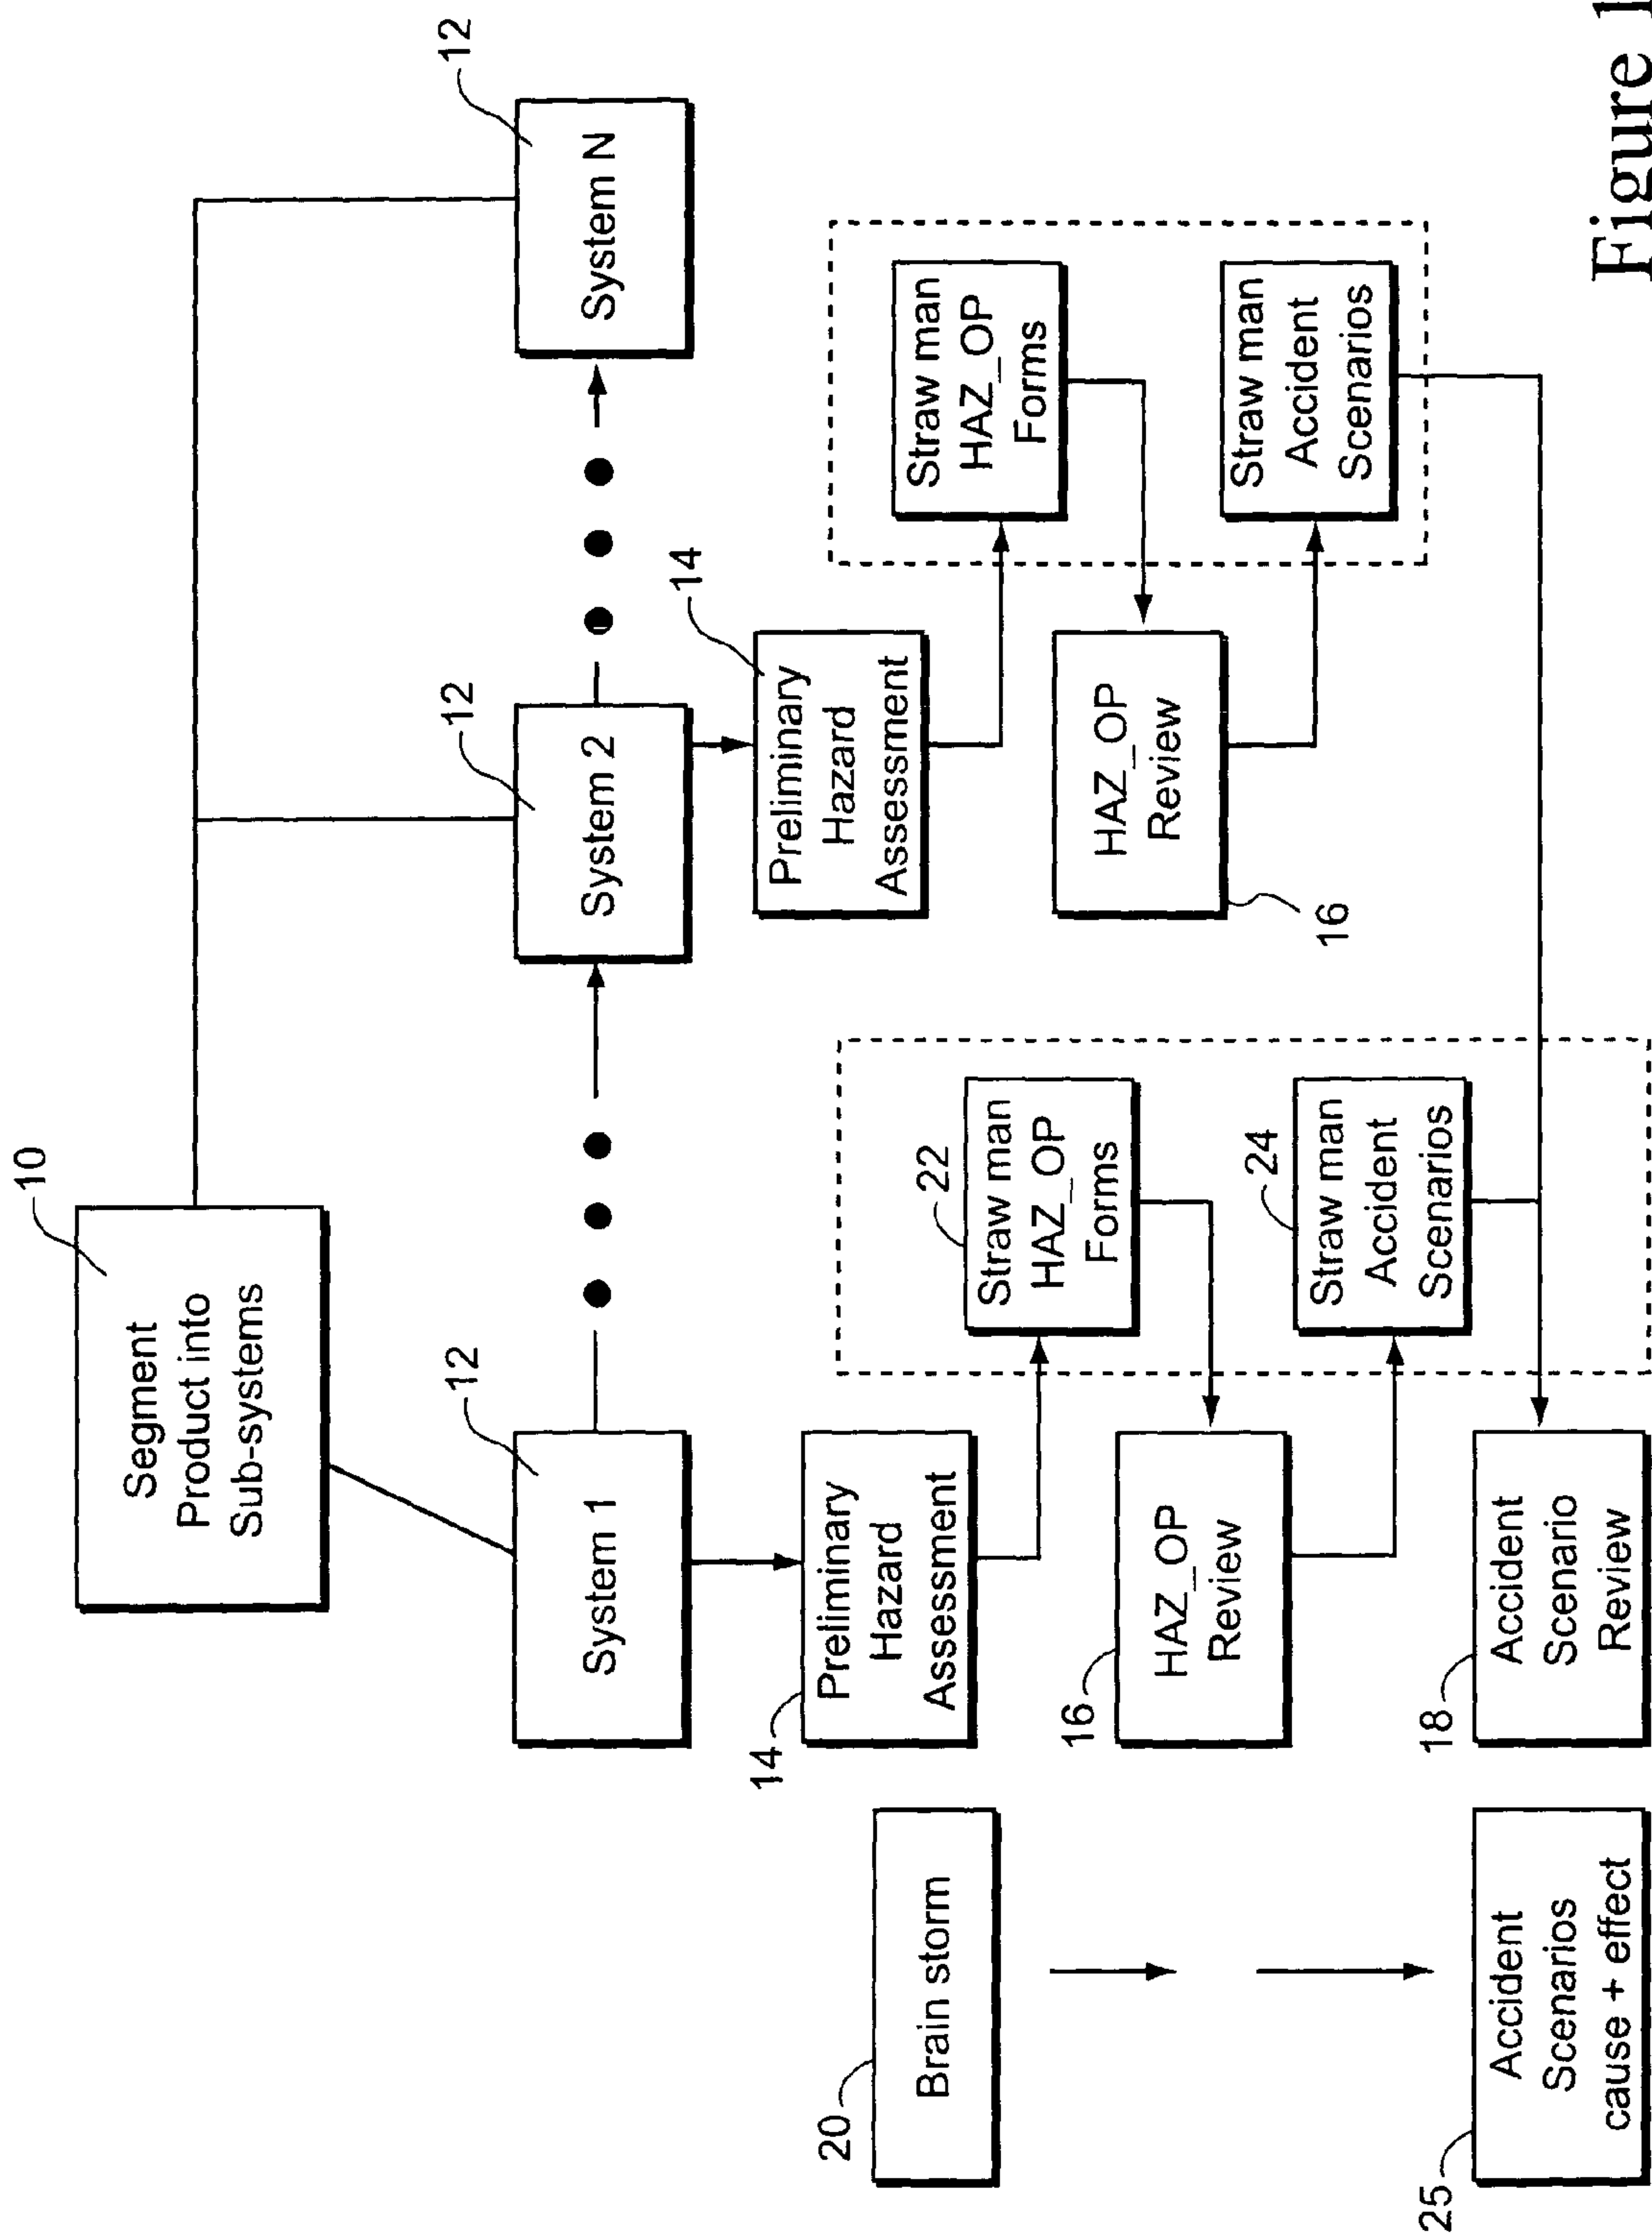 10
Segment
Product into
Sub-systems
12
System 1
12
System 2
12
System N
14
Preliminary
Hazard
Assessment
14
Preliminary
Hazard
Assessment
22
Straw man
HAZ_OP
Forms
Straw man
HAZ_OP
Forms
16
HAZ_OP
Review
HAZ_OP
Review
16
24
Straw man
Accident
Scenarios
Straw man
Accident
Scenarios
18
Accident
Scenario
Review
20
Brain storm
25
Accident
Scenarios
cause + effect
Figure 1